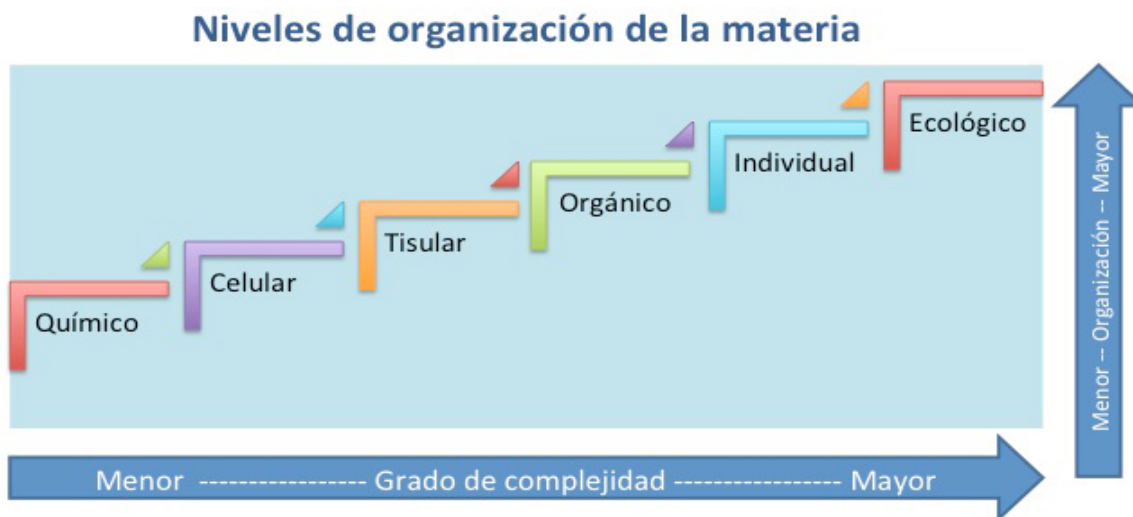 Niveles de organización de la materia
Químico
Celular
Tisular
Orgánico
Individual
Ecológico
Menor -- Organización -- Mayor
Menor ----------------- Grado de complejidad ----------------- Mayor